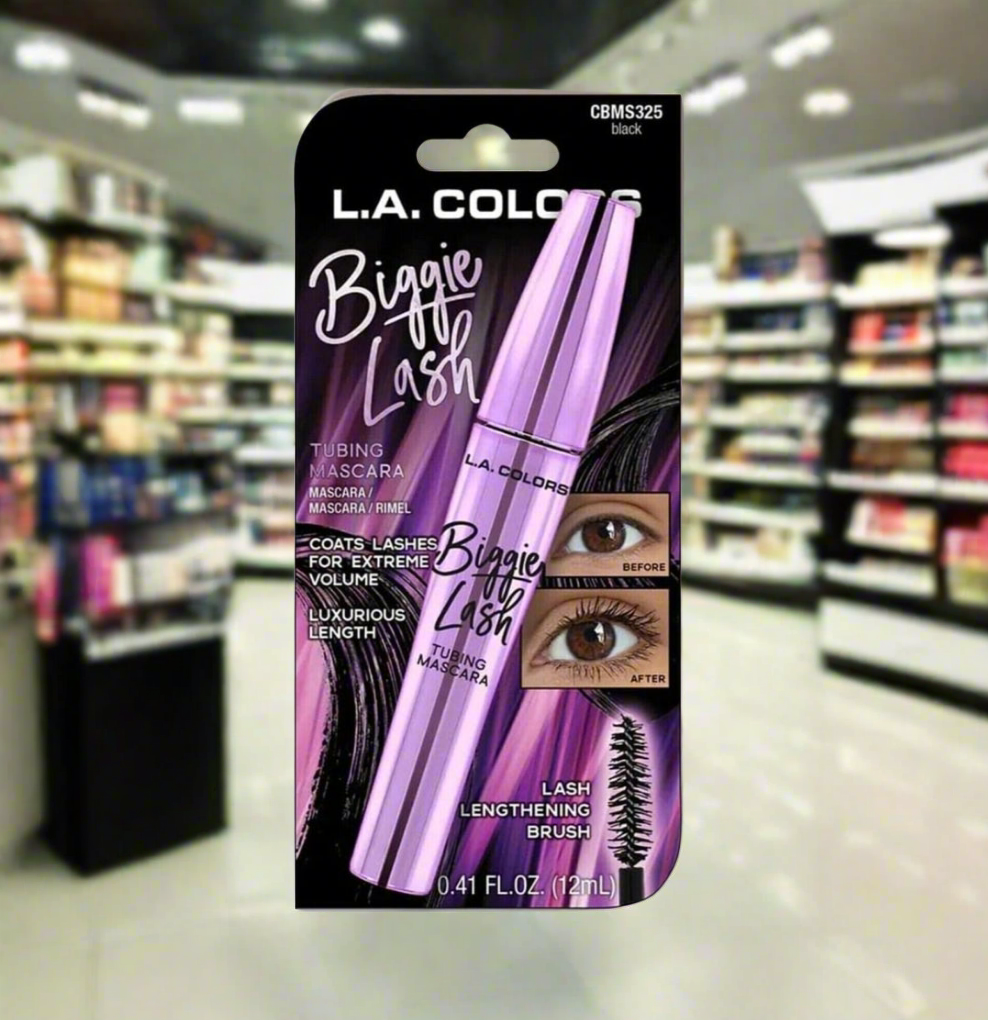 CBMS325
black
L.A. COLORS
Biggie
Lash
TUBING
MASCARA
MASCARA /
MASCARA / RIMEL
COATS LASHES
FOR EXTREME
VOLUME
LUXURIOUS
LENGTH
L.A. COLORS
Biggie
Lash
TUBING
MASCARA
BEFORE
AFTER
LASH
LENGTHENING
BRUSH
0.41 FL.OZ. (12mL)